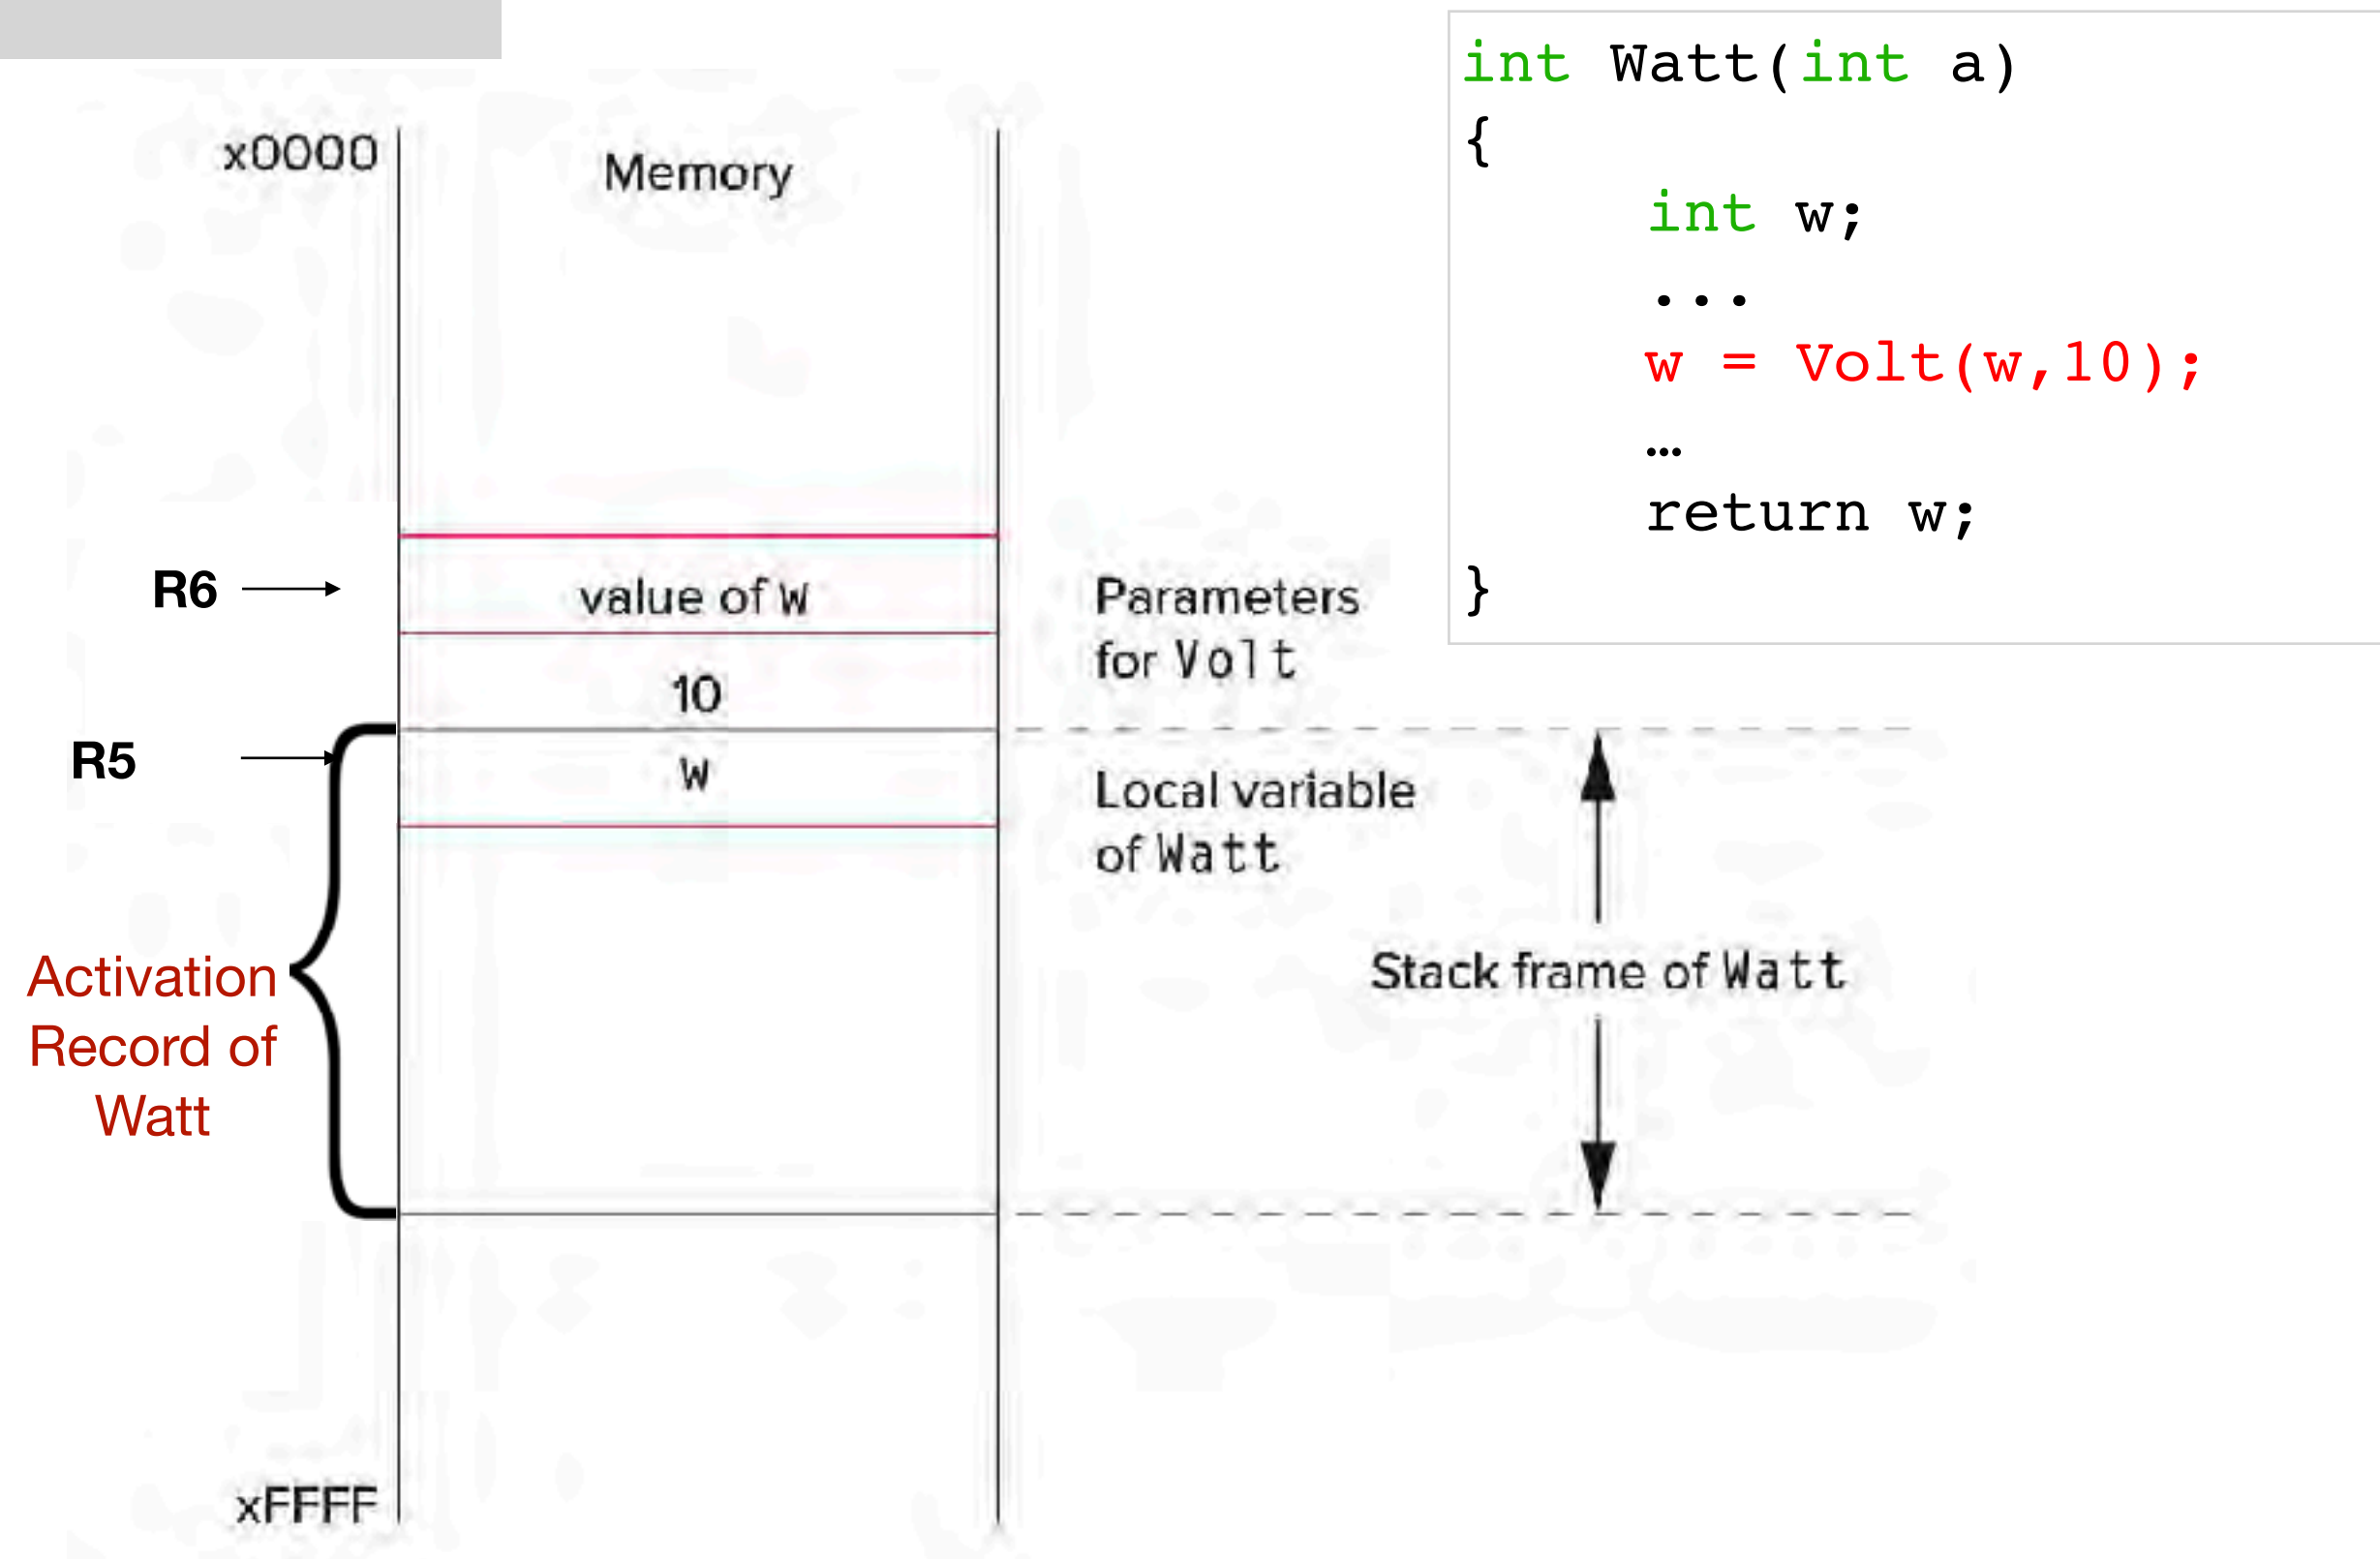 int Watt(int a)
{
int w;
...
w = Volt(w,10);
…
return w;
}
x0000
Memory
R6
value of w
Parameters
for Volt
10
R5
w
Local variable
of Watt
Activation
Record of
Watt
Stack frame of Watt
xFFFF